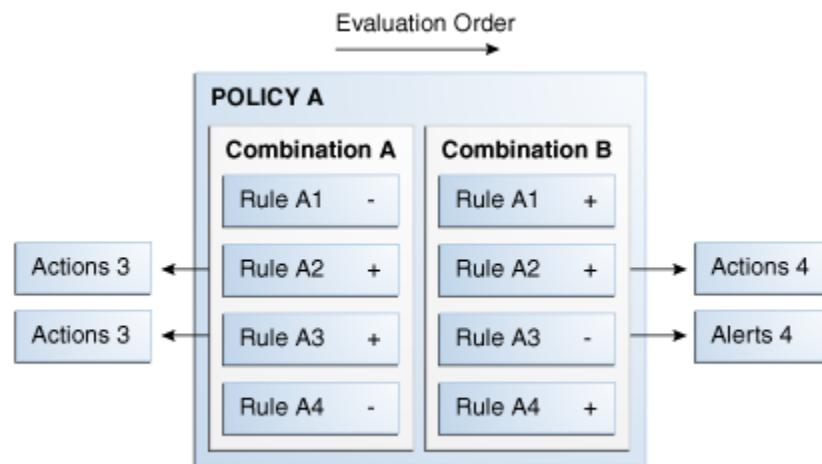 Evaluation Order
POLICY A
Combination A
Rule A1 -
Rule A2 +
Rule A3 +
Rule A4 -
Combination B
Rule A1 +
Rule A2 +
Rule A3 -
Rule A4 +
Actions 3
Actions 3
Actions 4
Alerts 4